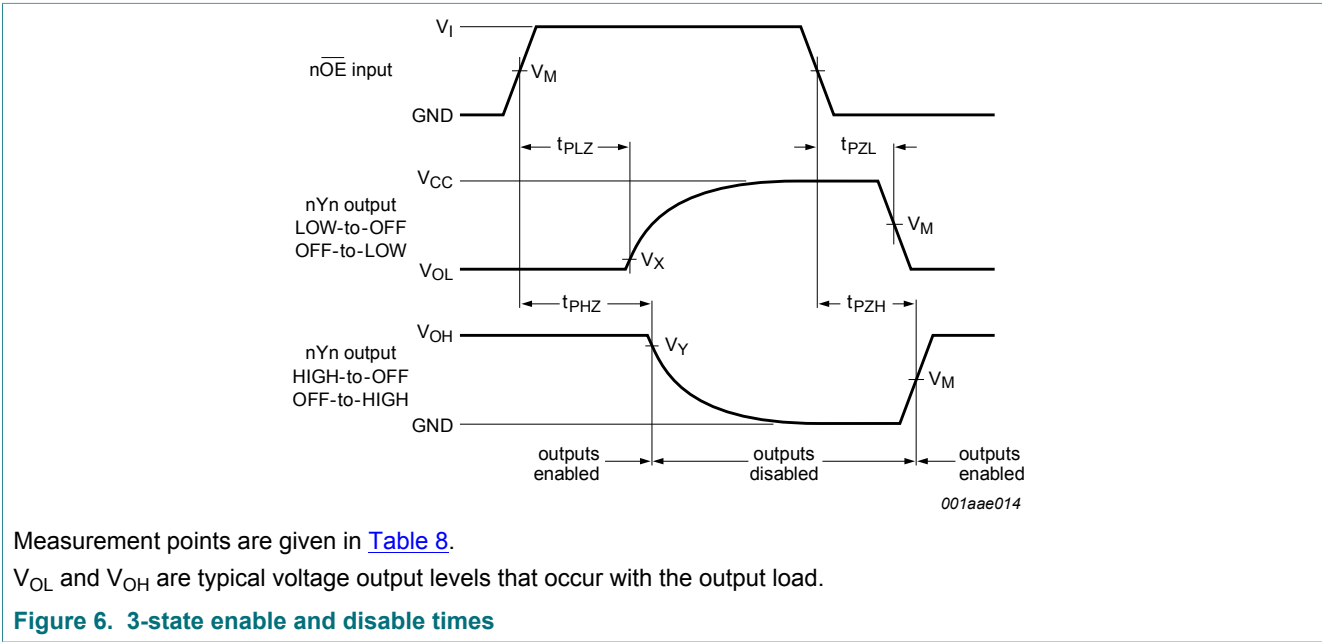 V_I
nO̅E̅ input
V_M
GND
t_PLZ
t_PZL
V_CC
nYn output
LOW-to-OFF
OFF-to-LOW
V_M
V_X
V_OL
t_PHZ
t_PZH
V_OH
nYn output
HIGH-to-OFF
OFF-to-HIGH
V_Y
V_M
GND
outputs enabled
outputs disabled
outputs enabled
001aae014
Measurement points are given in Table 8.
V_OL and V_OH are typical voltage output levels that occur with the output load.
Figure 6. 3-state enable and disable times